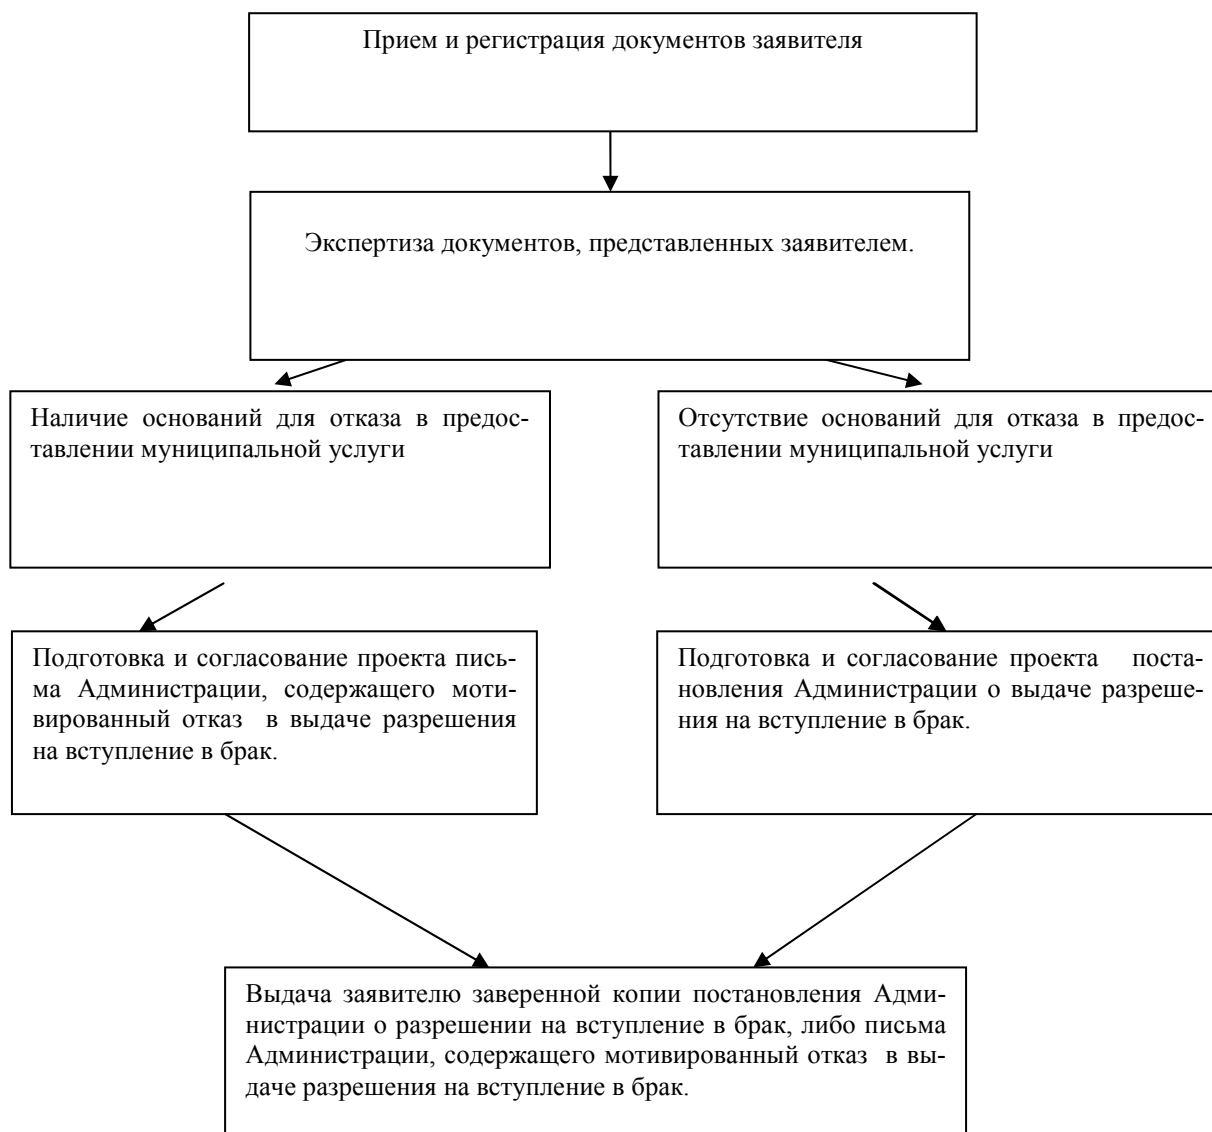 Прием и регистрация документов заявителя
Экспертиза документов, представленных заявителем.
Наличие оснований для отказа в предос-
тавлении муниципальной услуги
Отсутствие оснований для отказа в предос-
тавлении муниципальной услуги
Подготовка и согласование проекта пись-
ма Администрации, содержащего моти-
вированный отказ в выдаче разрешения
на вступление в брак.
Подготовка и согласование проекта поста-
новления Администрации о выдаче разреше-
ния на вступление в брак.
Выдача заявителю заверенной копии постановления Адми-
нистрации о разрешении на вступление в брак, либо письма
Администрации, содержащего мотивированный отказ в вы-
даче разрешения на вступление в брак.